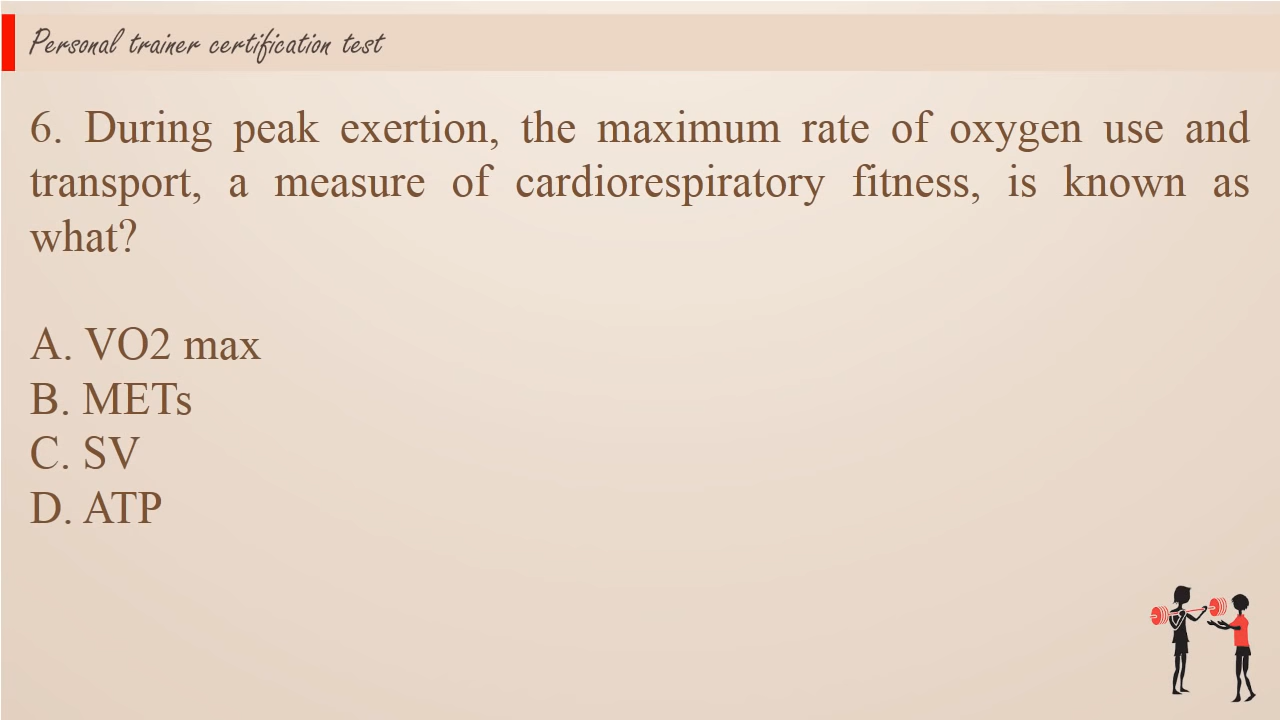 Personal trainer certification test
6. During peak exertion, the maximum rate of oxygen use and
transport, a measure of cardiorespiratory fitness, is known as
what?
A. VO2 max
B. METs
C. SV
D. ATP